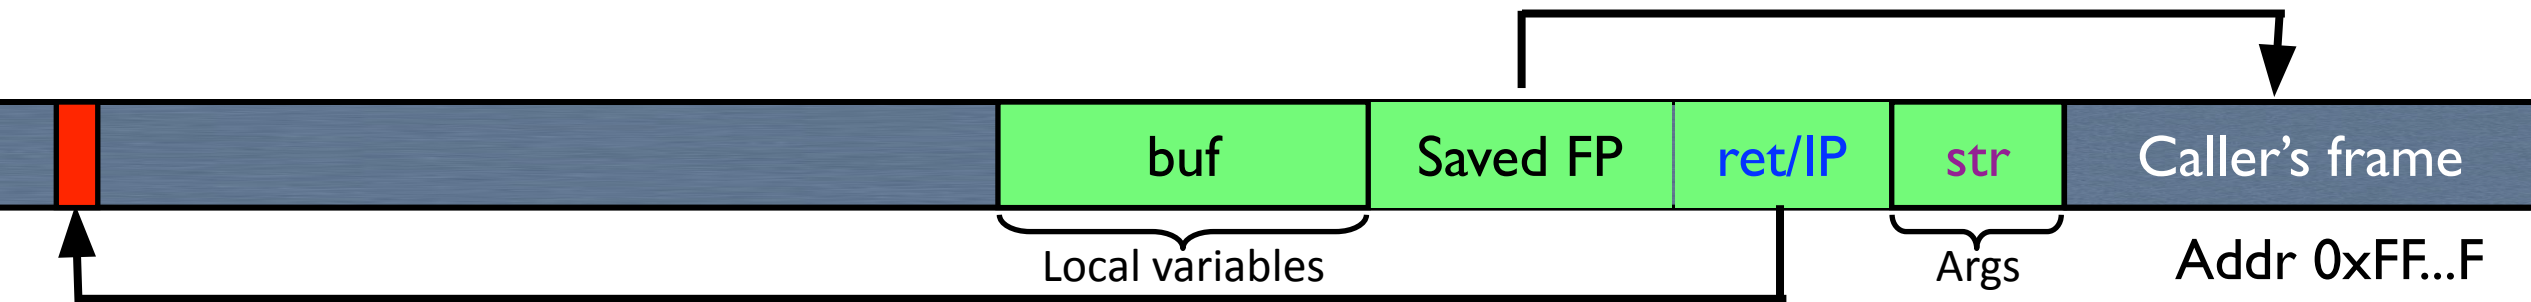 buf
Saved FP
ret/IP
str
Caller's frame
Local variables
Args
Addr 0xFF...F